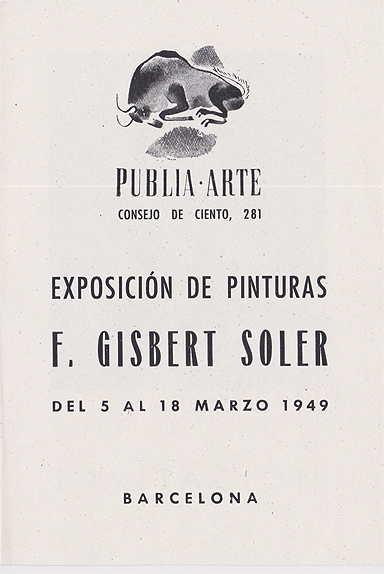 PUBLIA·ARTE
CONSEJO DE CIENTO, 281
EXPOSICIÓN DE PINTURAS
F. GISBERT SOLER
DEL 5 AL 18 MARZO 1949
BARCELONA